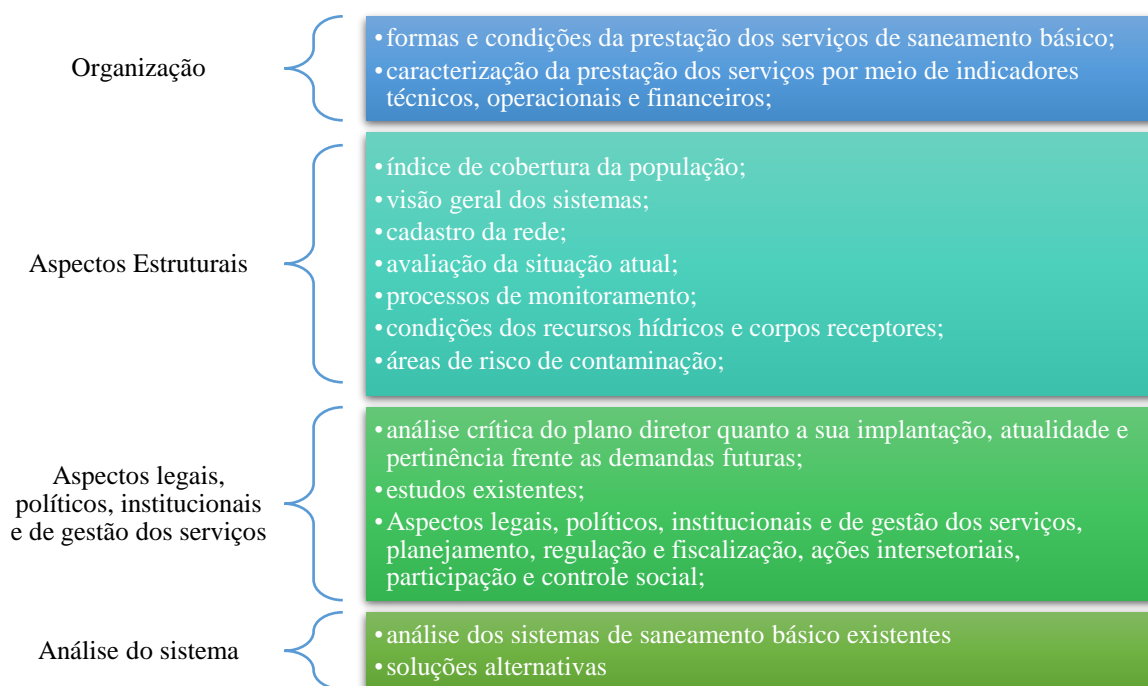 Organização
•formas e condições da prestação dos serviços de saneamento básico;
•caracterização da prestação dos serviços por meio de indicadores
técnicos, operacionais e financeiros;
Aspectos Estruturais
•índice de cobertura da população;
•visão geral dos sistemas;
•cadastro da rede;
•avaliação da situação atual;
•processos de monitoramento;
•condições dos recursos hídricos e corpos receptores;
•áreas de risco de contaminação;
Aspectos legais,
políticos, institucionais
e de gestão dos serviços
•análise crítica do plano diretor quanto a sua implantação, atualidade e
pertinência frente as demandas futuras;
•estudos existentes;
•Aspectos legais, políticos, institucionais e de gestão dos serviços,
planejamento, regulação e fiscalização, ações intersetoriais,
participação e controle social;
Análise do sistema
•análise dos sistemas de saneamento básico existentes
•soluções alternativas